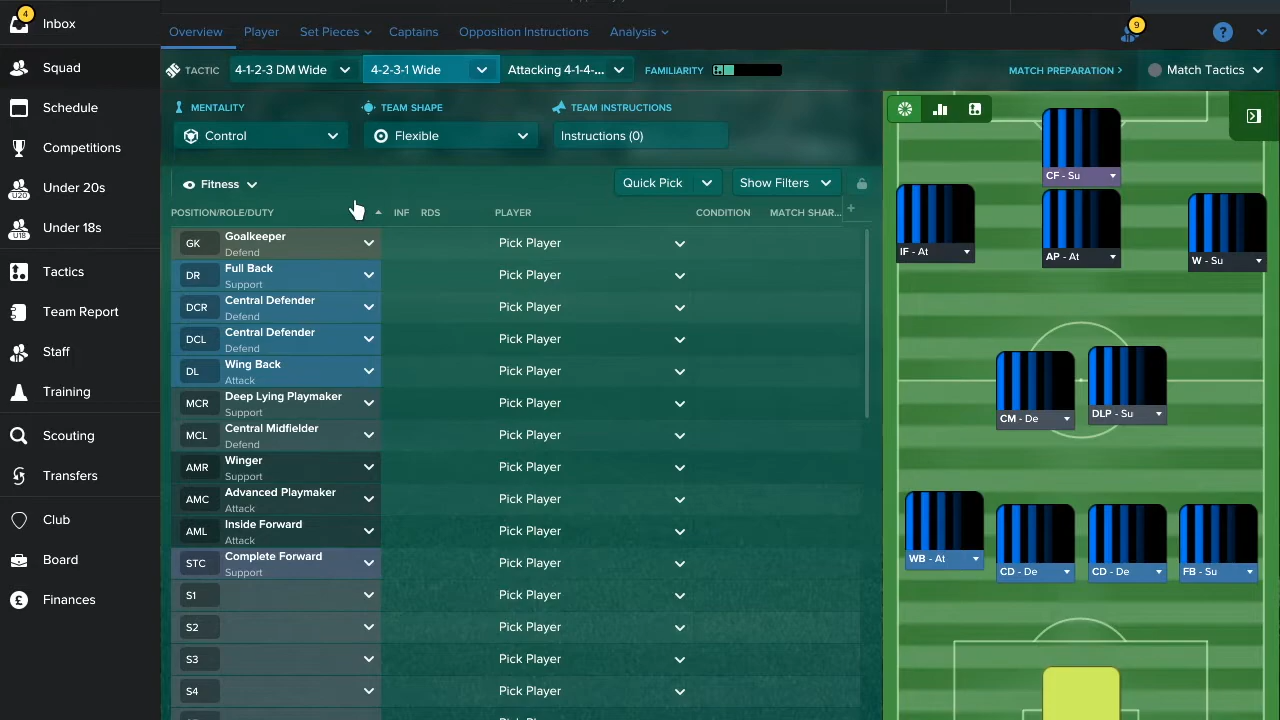 4
Inbox
Squad
Schedule
Competitions
U20
Under 20s
U18
Under 18s
Tactics
Team Report
Staff
Training
Scouting
Transfers
Club
Board
£ Finances
Overview Player Set Pieces Captains Opposition Instructions Analysis 9 ?
TACTIC 4-1-2-3 DM Wide 4-2-3-1 Wide Attacking 4-1-4-... FAMILIARITY MATCH PREPARATION > Match Tactics
MENTALITY TEAM SHAPE TEAM INSTRUCTIONS
Control Flexible Instructions (0)
Fitness Quick Pick Show Filters
POSITION/ROLE/DUTY INF RDS PLAYER CONDITION MATCH SHAR... +
GK Goalkeeper Pick Player
Defend
DR Full Back Pick Player
Support
DCR Central Defender Pick Player
Defend
DCL Central Defender Pick Player
Defend
DL Wing Back Pick Player
Attack
MCR Deep Lying Playmaker Pick Player
Support
MCL Central Midfielder Pick Player
Defend
AMR Winger Pick Player
Support
AMC Advanced Playmaker Pick Player
Attack
AML Inside Forward Pick Player
Attack
STC Complete Forward Pick Player
Support
S1 Pick Player
S2 Pick Player
S3 Pick Player
S4 Pick Player
CF - Su
IF - At AP - At W - Su
CM - De DLP - Su
WB - At CD - De CD - De FB - Su